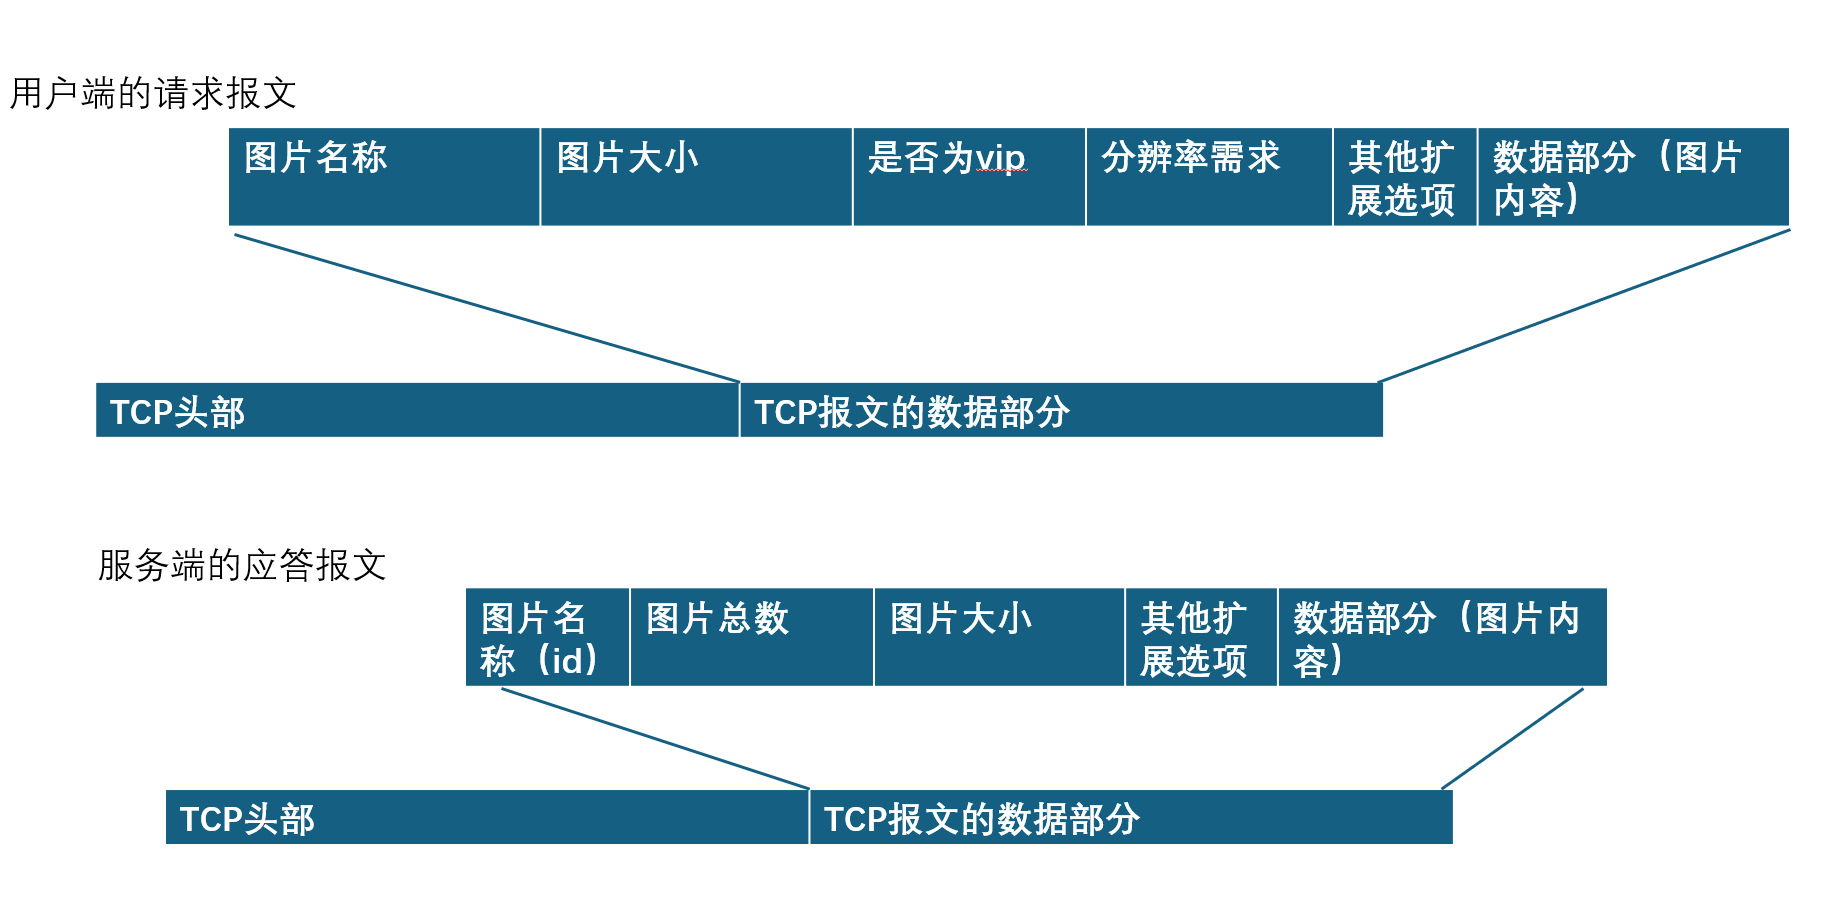 用户端的请求报文
图片名称
图片大小
是否为vip
分辨率需求
其他扩
展选项
数据部分（图片
内容）
TCP头部
TCP报文的数据部分
服务端的应答报文
图片名
称（id）
图片总数
图片大小
其他扩
展选项
数据部分（图片内
容）
TCP头部
TCP报文的数据部分